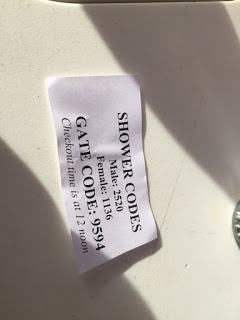 SHOWER CODES
Male: 2520
Female: 1136
GATE CODE: 9594
Checkout time is at 12 noon